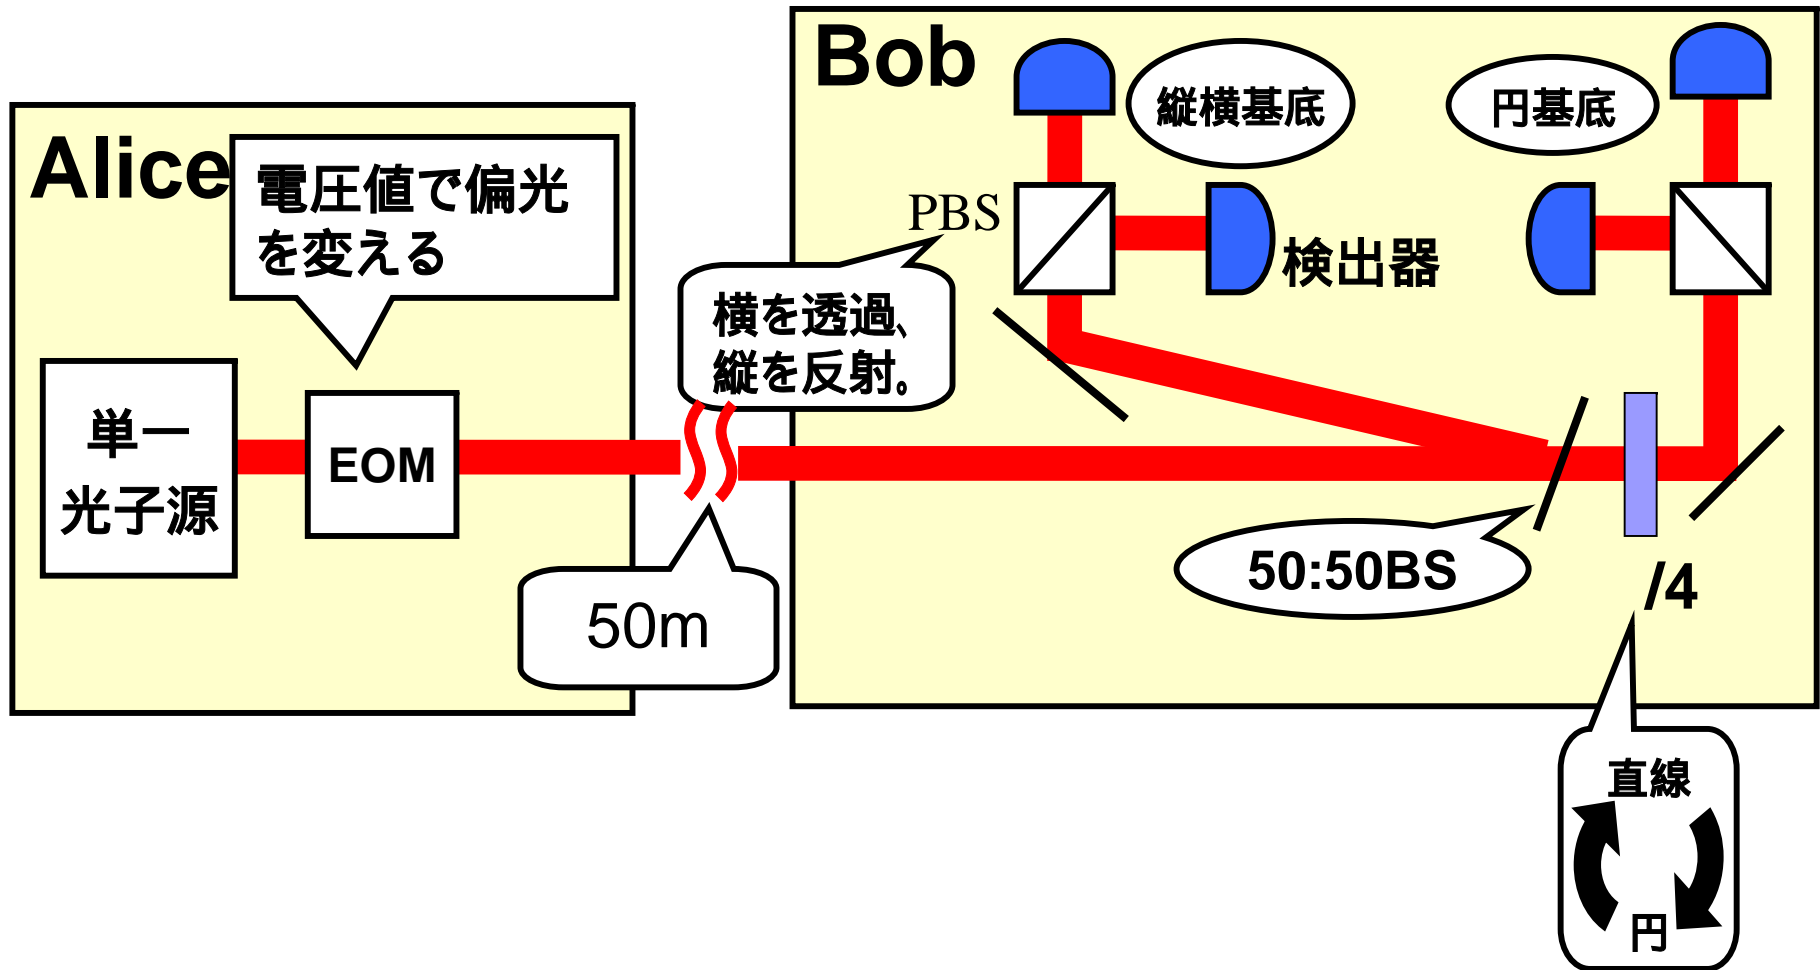 Alice
電圧値で偏光
を変える
単一
光子源
EOM
50m
Bob
縦横基底
円基底
PBS
検出器
横を透過、
縦を反射。
50:50BS
/4
直線
円